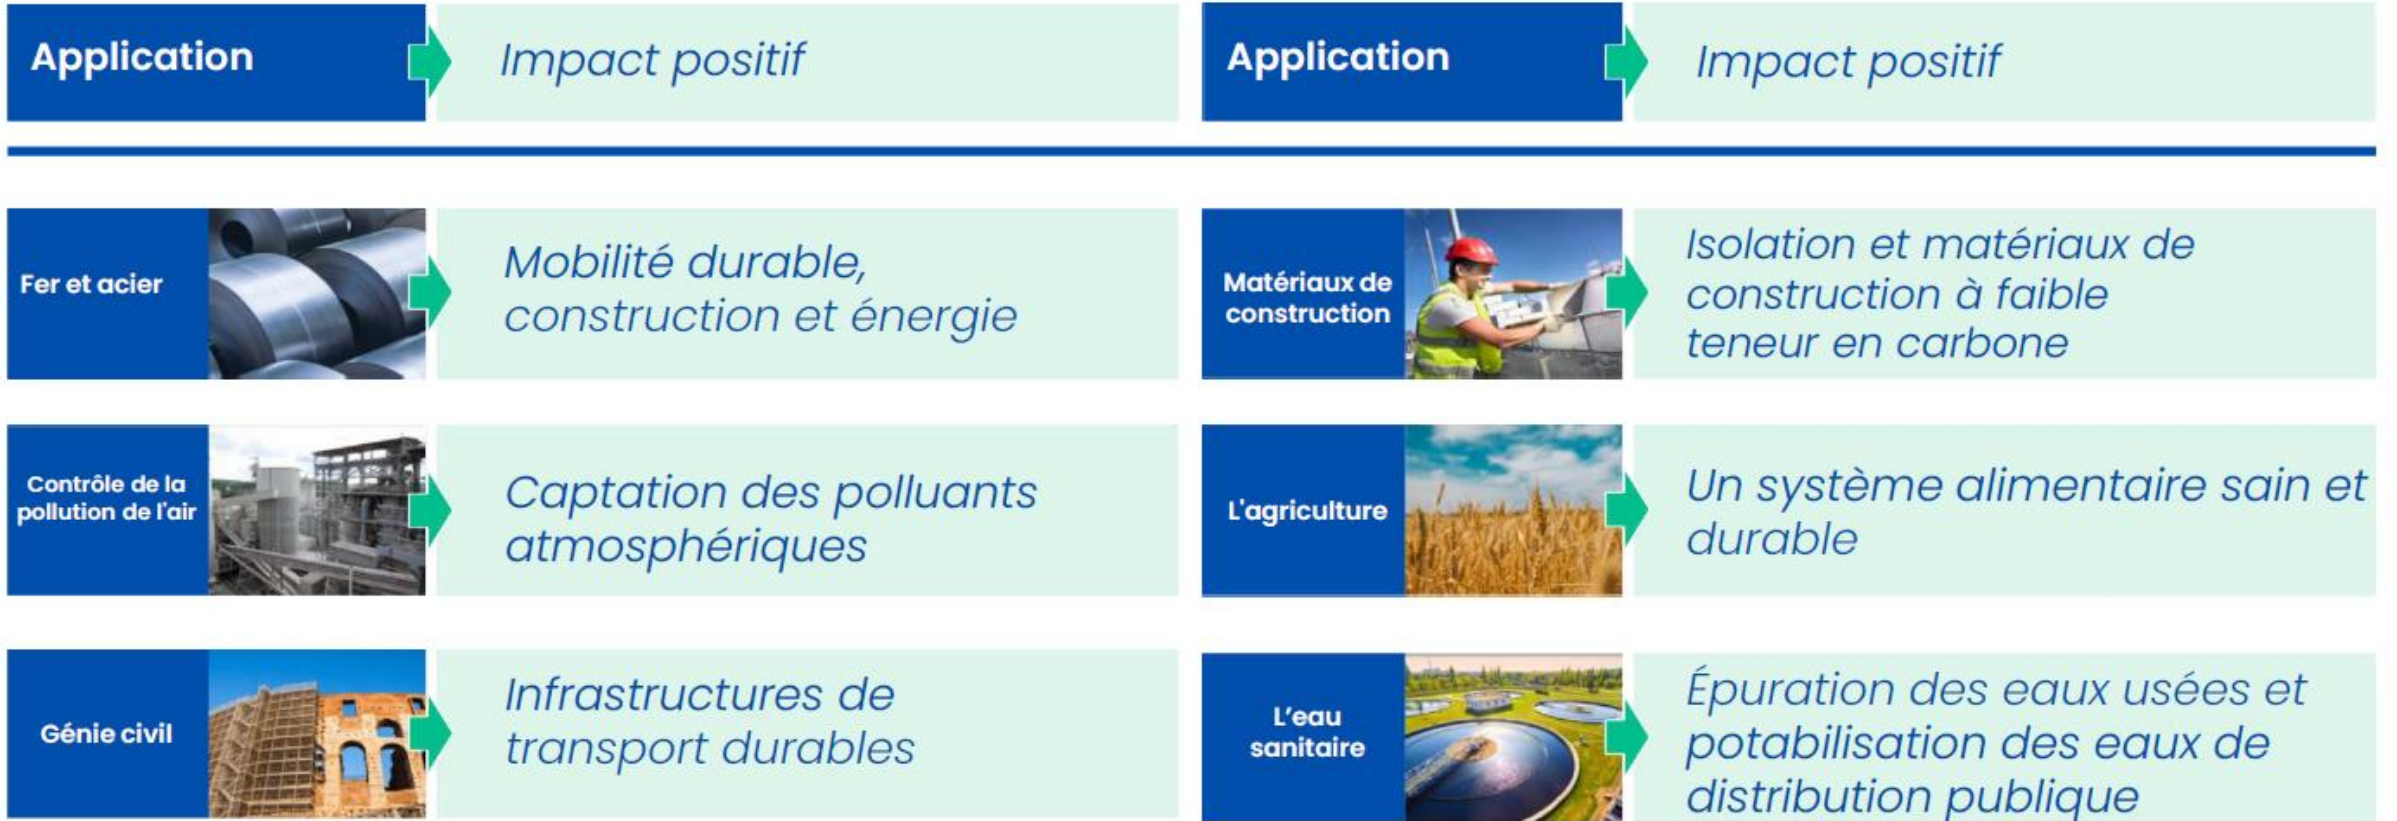 Application
Impact positif
Application
Impact positif
Fer et acier
Mobilité durable,
construction et énergie
Matériaux de
construction
Isolation et matériaux de
construction à faible
teneur en carbone
Contrôle de la
pollution de l'air
Captation des polluants
atmosphériques
L'agriculture
Un système alimentaire sain et
durable
Génie civil
Infrastructures de
transport durables
L’eau
sanitaire
Épuration des eaux usées et
potabilisation des eaux de
distribution publique